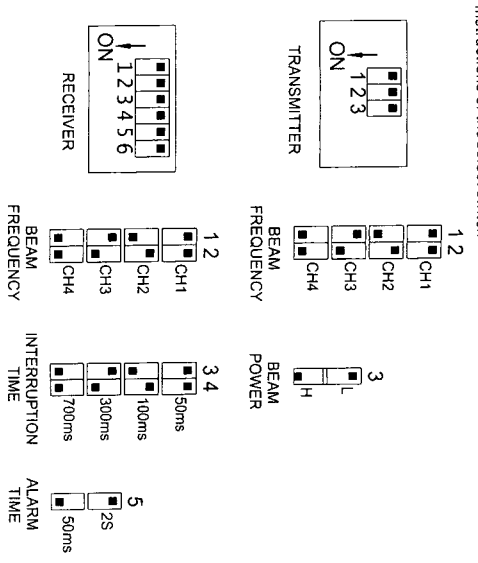 ON
1 2 3
TRANSMITTER
1 2
CH1
CH2
CH3
CH4
BEAM
FREQUENCY
3
L
H
BEAM
POWER
ON
1 2 3 4 5 6
RECEIVER
1 2
CH1
CH2
CH3
CH4
BEAM
FREQUENCY
3 4
50ms
100ms
300ms
700ms
INTERRUPTION
TIME
5
2S
50ms
ALARM
TIME